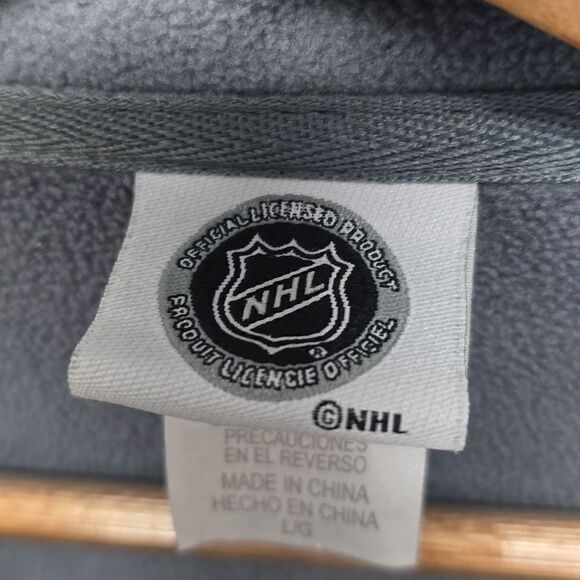 OFFICIAL LICENSED PRODUCT
NHL
®
PRODUIT LICENCIE OFFICIEL
©NHL
PRECAUCIONES
EN EL REVERSO
MADE IN CHINA
HECHO EN CHINA
L/G